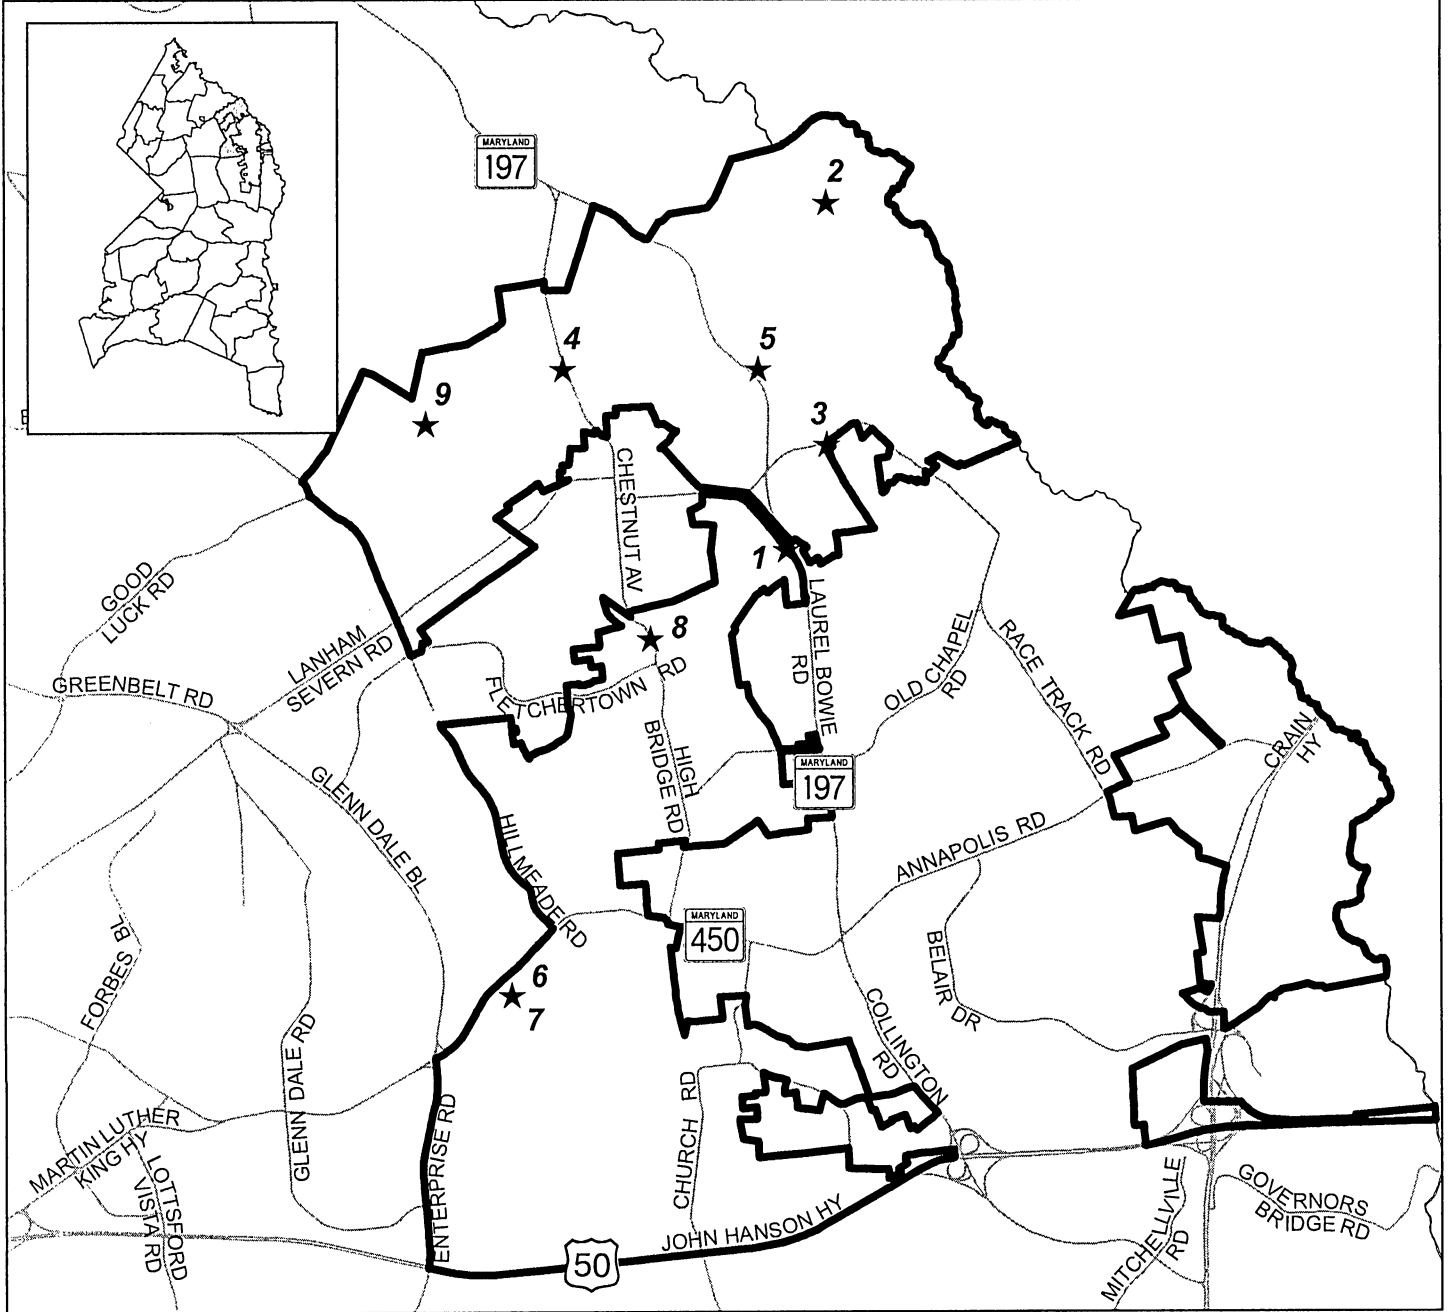 MARYLAND
197
2
4
5
9
3
CHESTNUT AV
1
GOOD
LUCK RD
LANHAM
SEVERN RD
8
LAUREL BOWIE
RD
OLD CHAPEL
RD
RACE TRACK RD
GREENBELT RD
FLETCHERTOWN RD
HIGH
BRIDGE RD
CRAIN
HY
MARYLAND
197
GLENN DALE BL
HILLMEADE RD
ANNAPOLIS RD
MARYLAND
450
FORBES BL
BELAIR DR
6
7
COLLINGTON
RD
GLENN DALE RD
MARTIN LUTHER
KING HY
ENTERPRISE RD
CHURCH RD
LOTTSFORD
VISTA RD
JOHN HANSON HY
50
MITCHELLVILLE
RD
GOVERNORS
BRIDGE RD